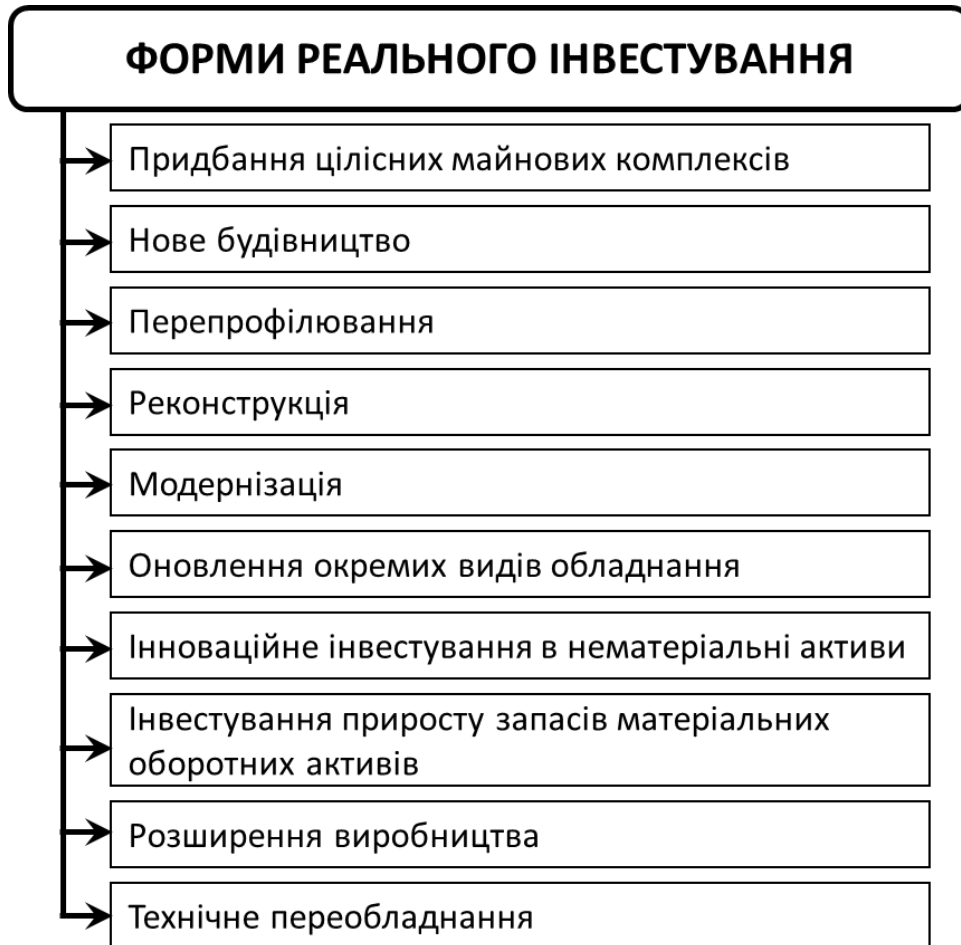 ФОРМИ РЕАЛЬНОГО ІНВЕСТУВАННЯ
Придбання цілісних майнових комплексів
Нове будівництво
Перепрофілювання
Реконструкція
Модернізація
Оновлення окремих видів обладнання
Інноваційне інвестування в нематеріальні активи
Інвестування приросту запасів матеріальних
оборотних активів
Розширення виробництва
Технічне переобладнання